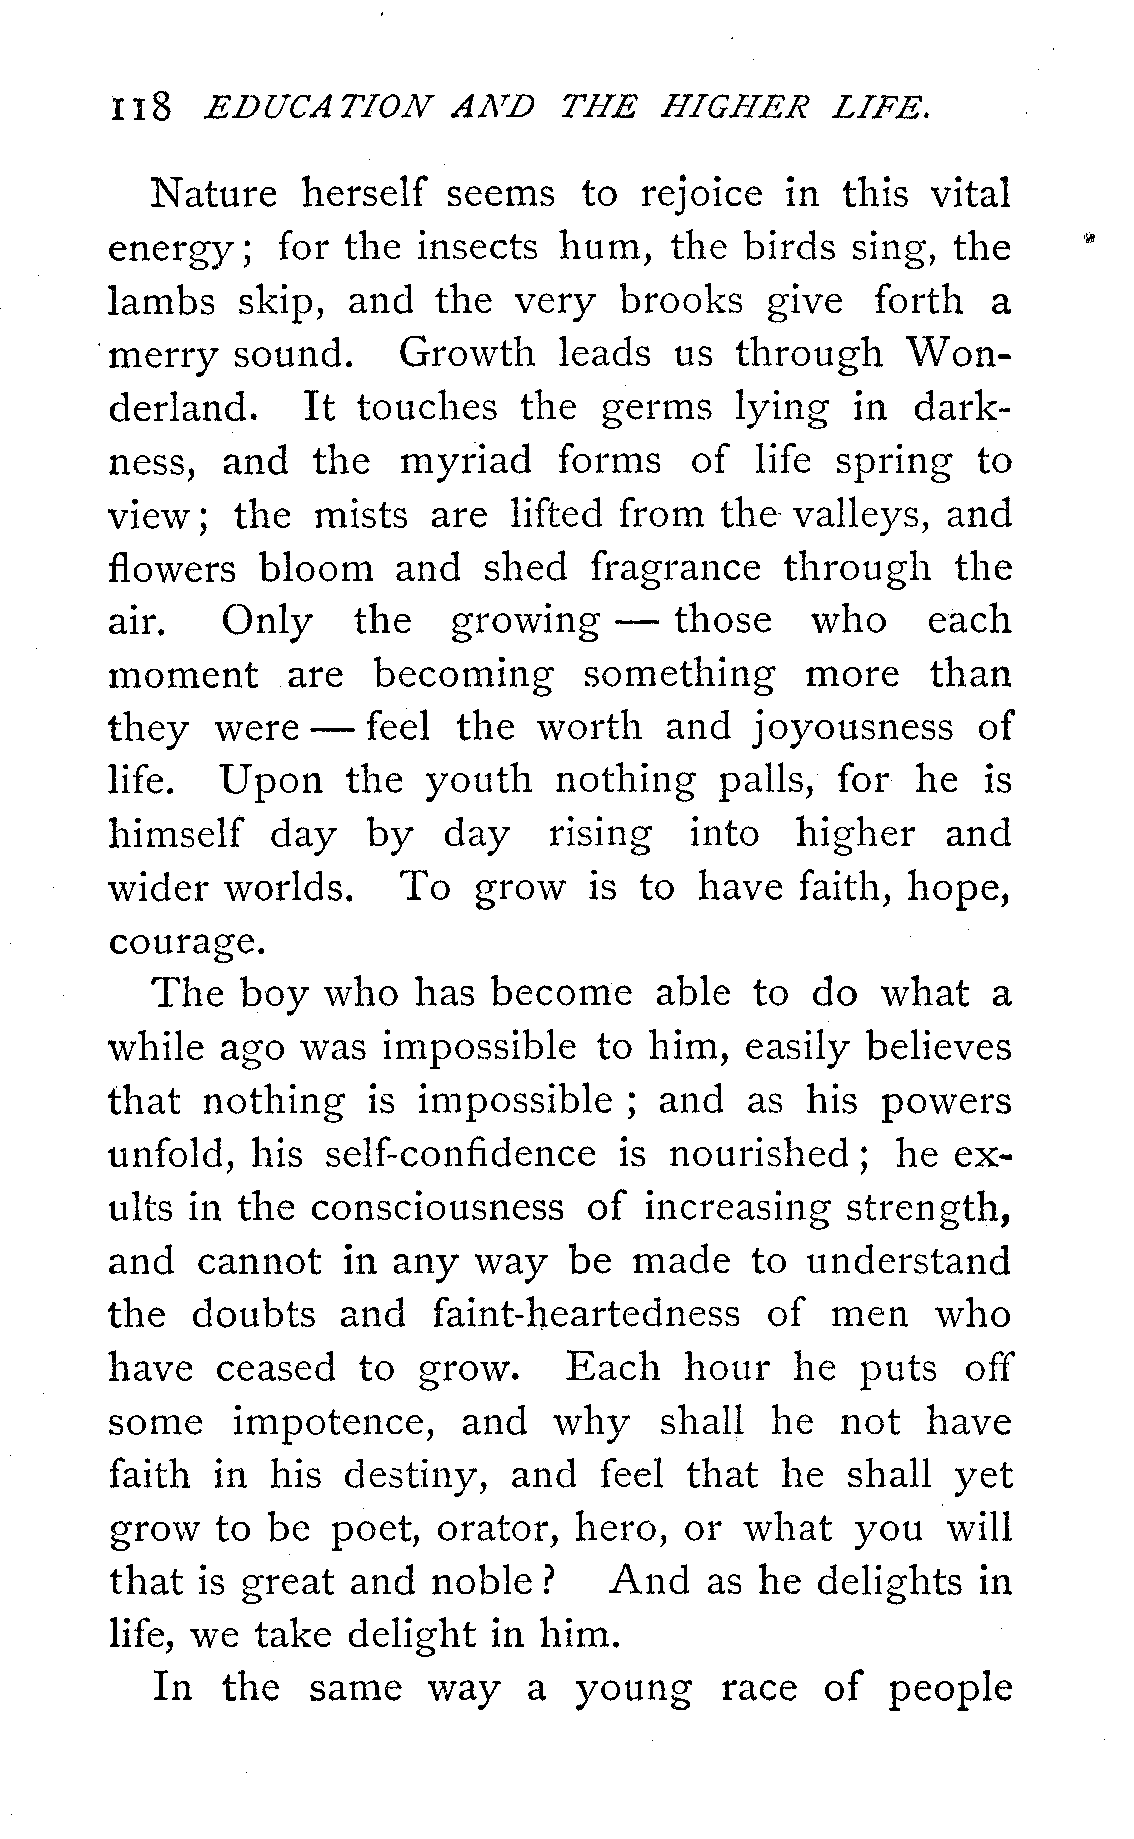 118 EDUCATION AND THE HIGHER LIFE.
Nature herself seems to rejoice in this vital
energy; for the insects hum, the birds sing, the
lambs skip, and the very brooks give forth a
merry sound. Growth leads us through Won-
derland. It touches the germs lying in dark-
ness, and the myriad forms of life spring to
view; the mists are lifted from the valleys, and
flowers bloom and shed fragrance through the
air. Only the growing — those who each
moment are becoming something more than
they were — feel the worth and joyousness of
life. Upon the youth nothing palls, for he is
himself day by day rising into higher and
wider worlds. To grow is to have faith, hope,
courage.
The boy who has become able to do what a
while ago was impossible to him, easily believes
that nothing is impossible; and as his powers
unfold, his self-confidence is nourished; he ex-
ults in the consciousness of increasing strength,
and cannot in any way be made to understand
the doubts and faint-heartedness of men who
have ceased to grow. Each hour he puts off
some impotence, and why shall he not have
faith in his destiny, and feel that he shall yet
grow to be poet, orator, hero, or what you will
that is great and noble? And as he delights in
life, we take delight in him.
In the same way a young race of people